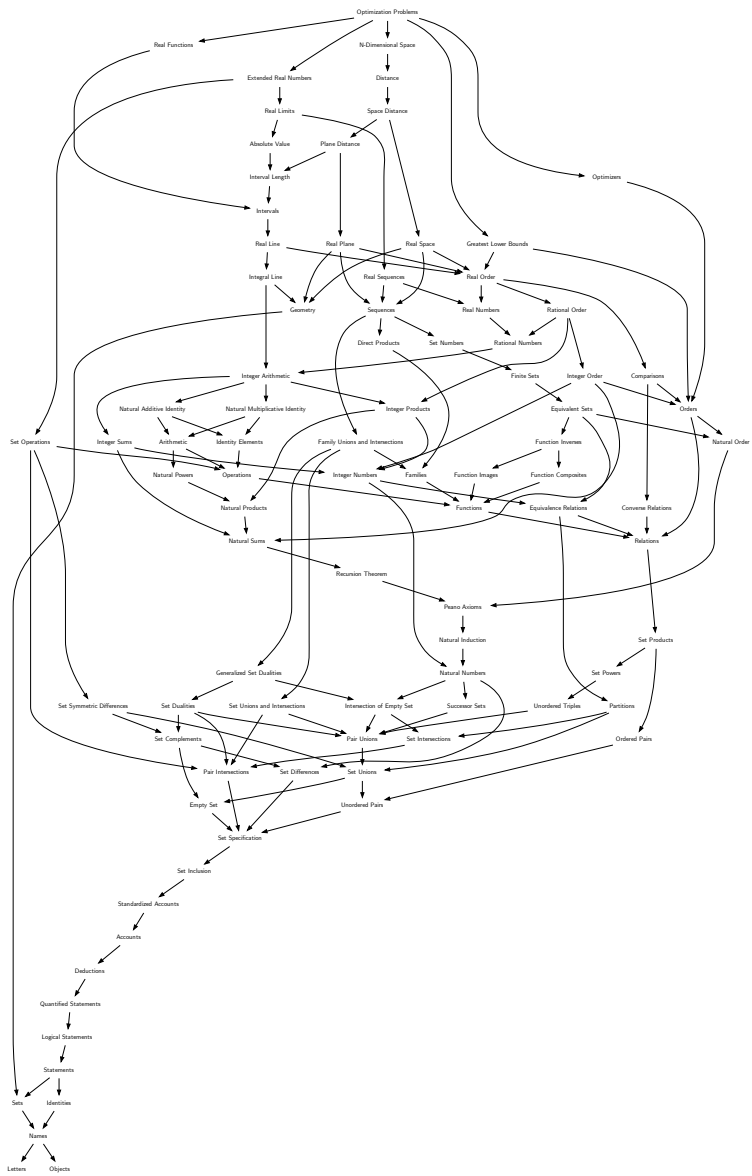 Optimization Problems
Real Functions
N-Dimensional Space
Extended Real Numbers
Distance
Real Limits
Space Distance
Absolute Value
Plane Distance
Interval Length
Optimizers
Intervals
Real Line
Real Plane
Real Space
Greatest Lower Bounds
Integral Line
Real Sequences
Real Order
Geometry
Sequences
Real Numbers
Rational Order
Direct Products
Set Numbers
Rational Numbers
Integer Arithmetic
Finite Sets
Integer Order
Comparisons
Natural Additive Identity
Natural Multiplicative Identity
Integer Products
Equivalent Sets
Orders
Set Operations
Integer Sums
Arithmetic
Identity Elements
Family Unions and Intersections
Function Inverses
Natural Order
Natural Powers
Operations
Integer Numbers
Families
Function Images
Function Composites
Natural Products
Functions
Equivalence Relations
Converse Relations
Natural Sums
Relations
Recursion Theorem
Peano Axioms
Natural Induction
Set Products
Generalized Set Dualities
Natural Numbers
Set Powers
Set Symmetric Differences
Set Dualities
Set Unions and Intersections
Intersection of Empty Set
Successor Sets
Unordered Triples
Partitions
Set Complements
Pair Unions
Set Intersections
Ordered Pairs
Pair Intersections
Set Differences
Set Unions
Empty Set
Unordered Pairs
Set Specification
Set Inclusion
Standardized Accounts
Accounts
Deductions
Quantified Statements
Logical Statements
Statements
Sets
Identities
Names
Letters
Objects